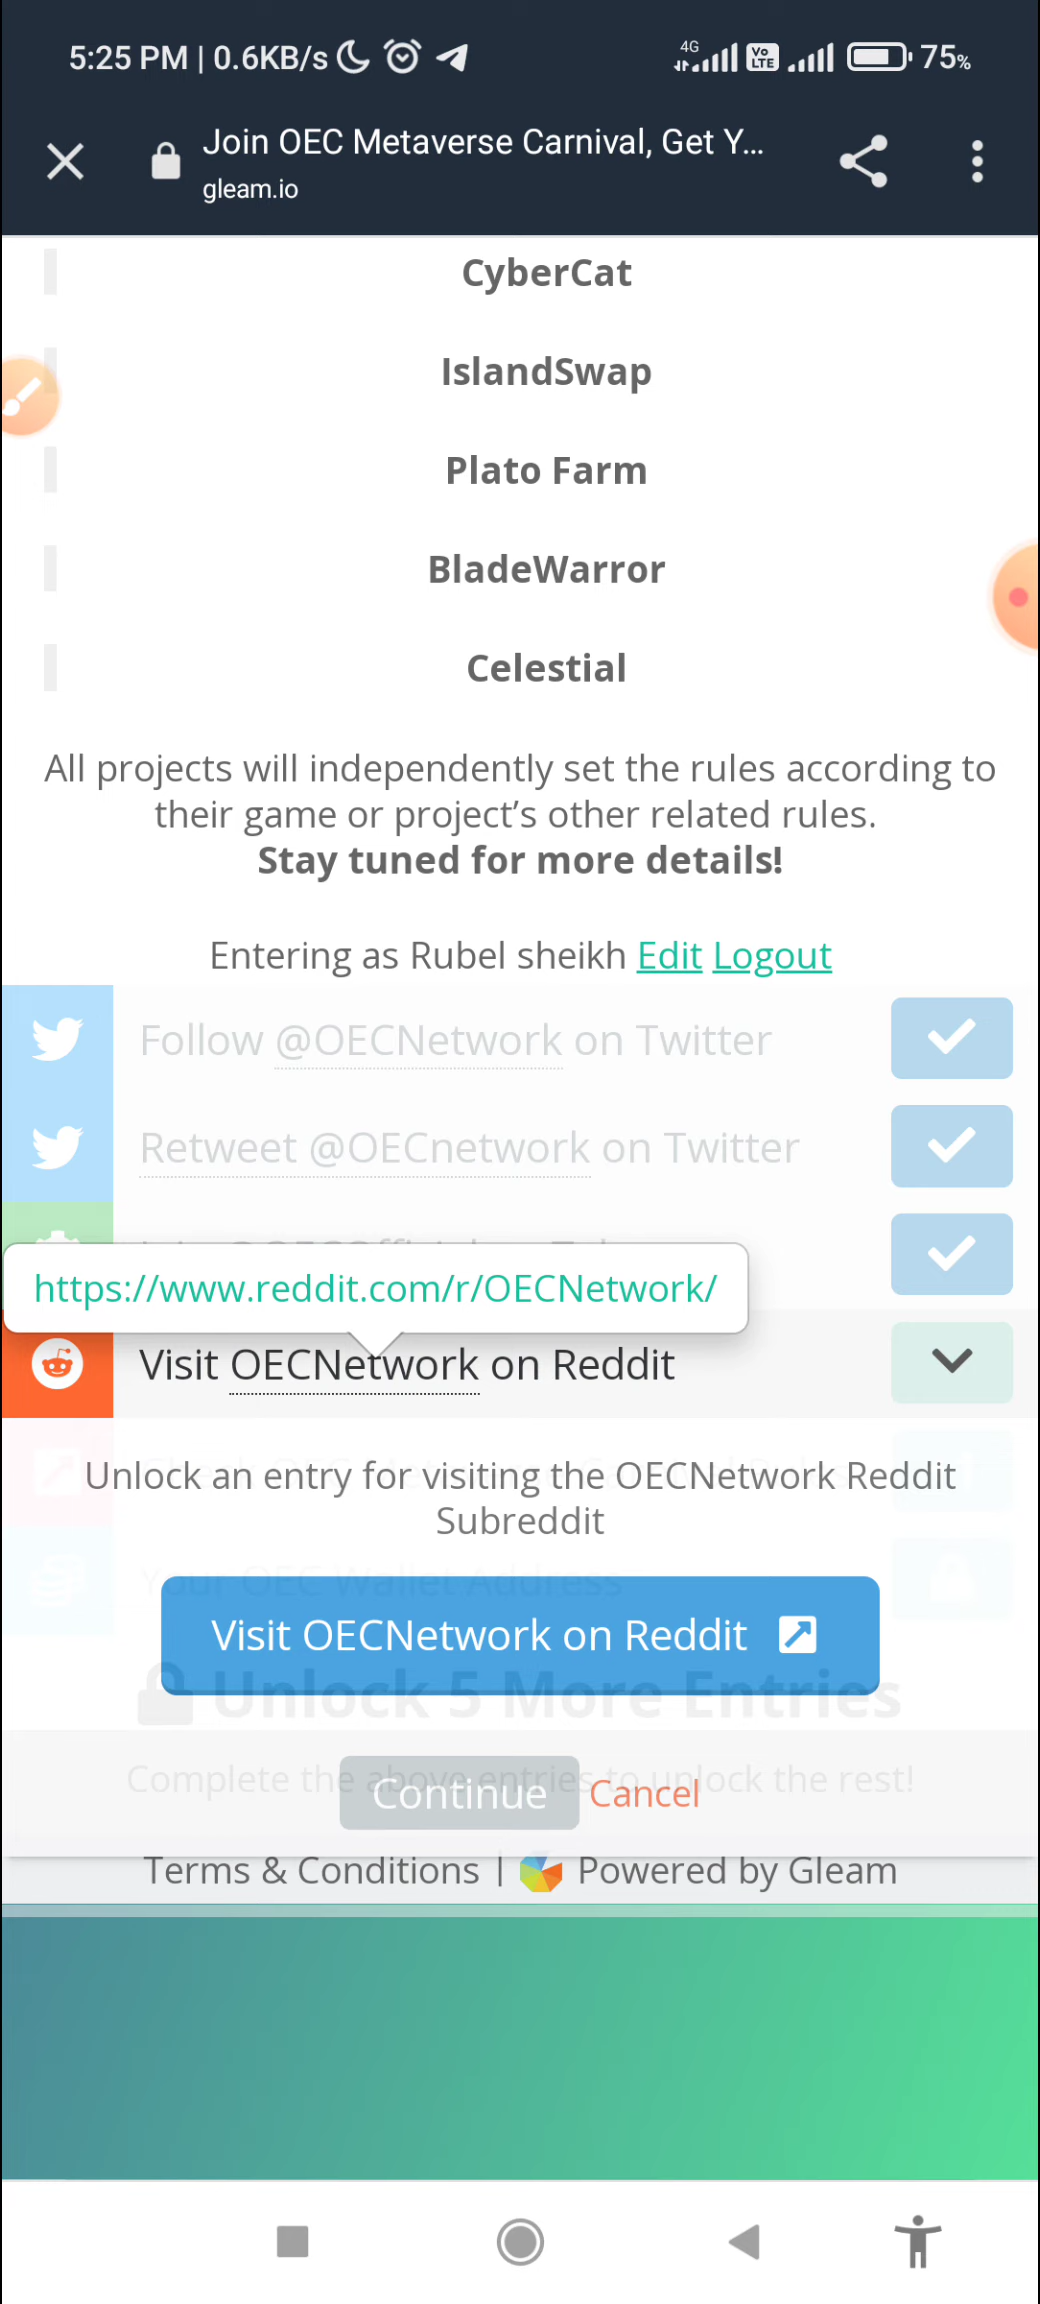 5:25 PM | 0.6KB/s 4G Vo LTE 75%
Join OEC Metaverse Carnival, Get Y...
gleam.io
CyberCat
IslandSwap
Plato Farm
BladeWarror
Celestial
All projects will independently set the rules according to
their game or project's other related rules.
Stay tuned for more details!
Entering as Rubel sheikh Edit Logout
Follow @OECNetwork on Twitter
Retweet @OECnetwork on Twitter
https://www.reddit.com/r/OECNetwork/
Visit OECNetwork on Reddit
Unlock an entry for visiting the OECNetwork Reddit
Subreddit
Your OEC Wallet Address
Visit OECNetwork on Reddit
Unlock 5 More Entries
Complete the above entries to unlock the rest!
Continue Cancel
Terms & Conditions | Powered by Gleam